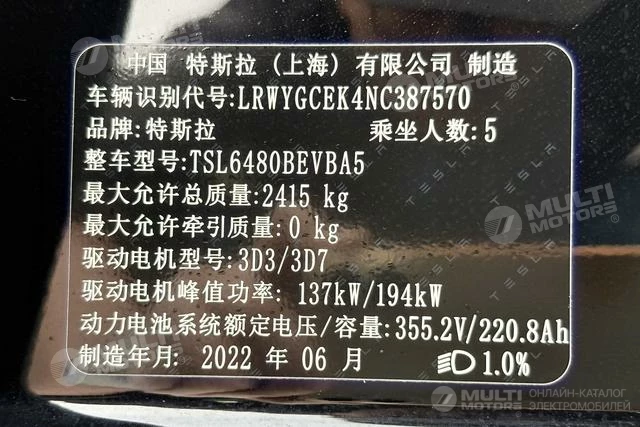 中国 特斯拉（上海）有限公司 制造
车辆识别代号:LRWYGCEK4NC387570
品牌:特斯拉 乘坐人数:5
整车型号:TSL6480BEVBA5
最大允许总质量:2415 kg
最大允许牵引质量:0 kg
驱动电机型号:3D3/3D7
驱动电机峰值功率: 137kW/194kW
动力电池系统额定电压/容量:355.2V/220.8Ah
制造年月: 2022 年 06 月 1.0%
MULTI MOTORS®
MULTI MOTORS®
TESLA
MULTI MOTORS ОНЛАЙН-КАТАЛОГ ЭЛЕКТРОМОБИЛЕЙ